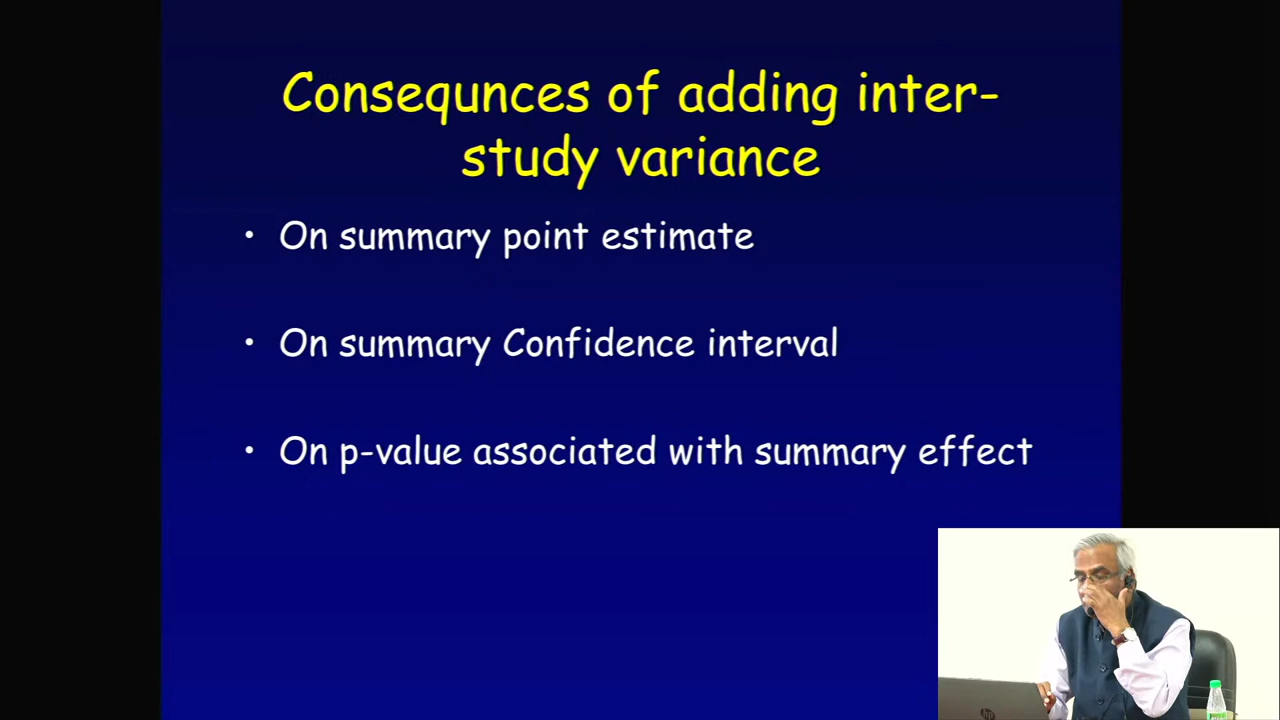 Consequnces of adding inter-
study variance
• On summary point estimate
• On summary Confidence interval
• On p-value associated with summary effect
hp